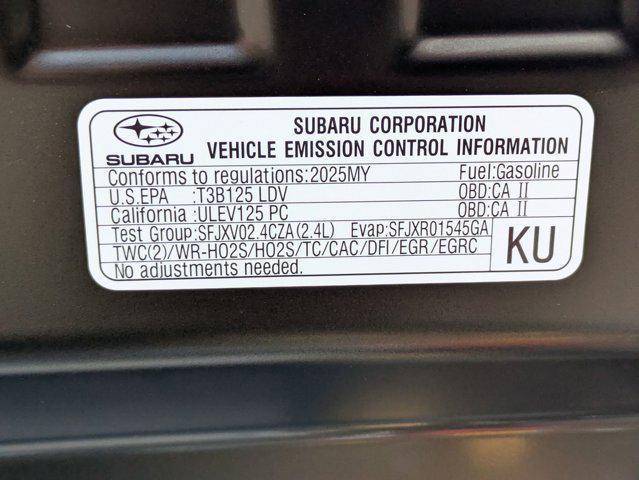 SUBARU
SUBARU CORPORATION
VEHICLE EMISSION CONTROL INFORMATION
Conforms to regulations:2025MY Fuel:Gasoline
U.S.EPA :T3B125 LDV OBD:CA II
California :ULEV125 PC OBD:CA II
Test Group:SFJXV02.4CZA(2.4L) Evap:SFJXR01545GA
TWC(2)/WR-HO2S/HO2S/TC/CAC/DFI/EGR/EGRC
No adjustments needed.
KU